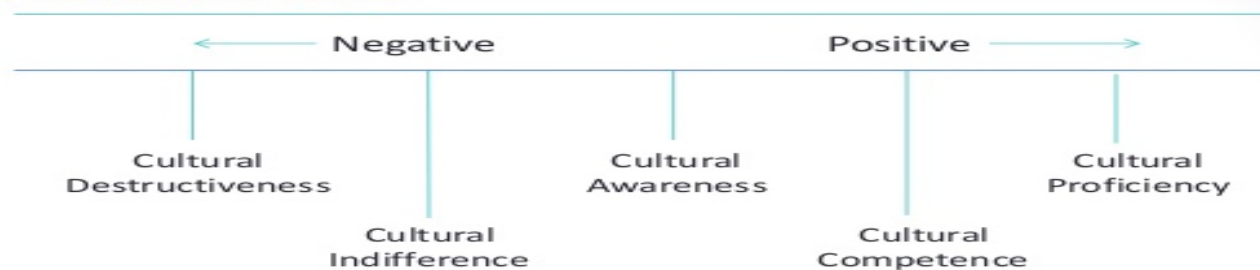 Negative Positive
Cultural
Destructiveness
Cultural
Indifference
Cultural
Awareness
Cultural
Competence
Cultural
Proficiency